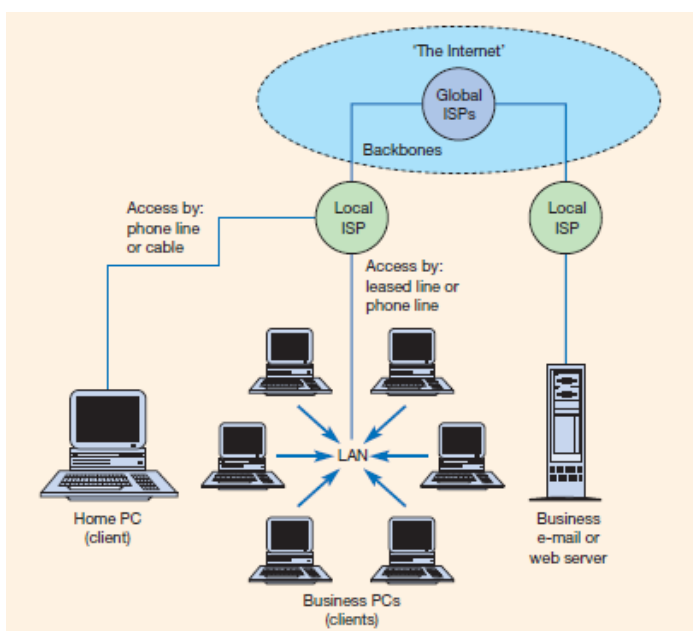 'The Internet'
Global
ISPs
Backbones
Local
ISP
Local
ISP
Access by:
phone line
or cable
Access by:
leased line or
phone line
LAN
Home PC
(client)
Business
e-mail or
web server
Business PCs
(clients)